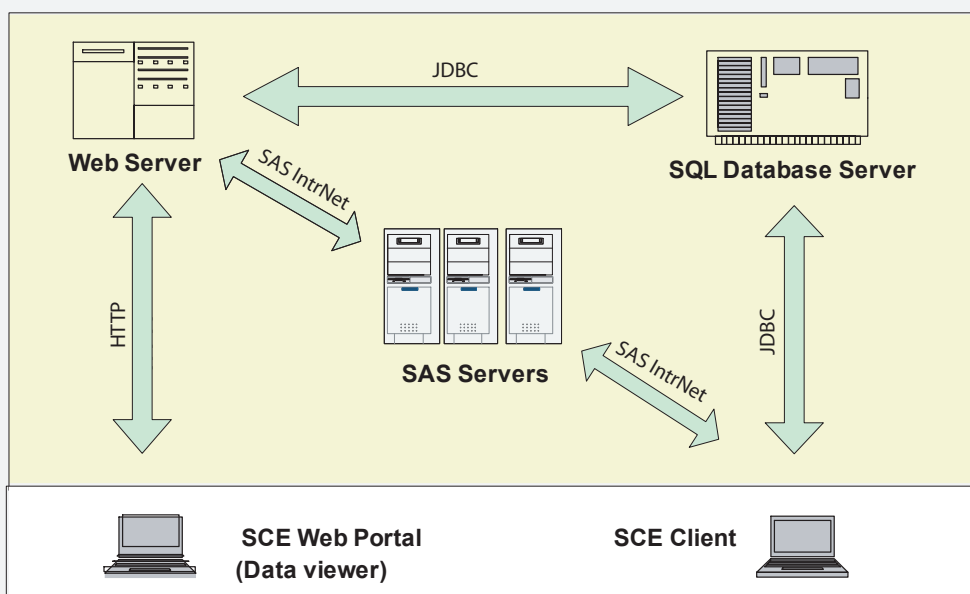 JDBC
Web Server
SQL Database Server
SAS IntrNet
HTTP
SAS Servers
SAS IntrNet
JDBC
SCE Web Portal
(Data viewer)
SCE Client